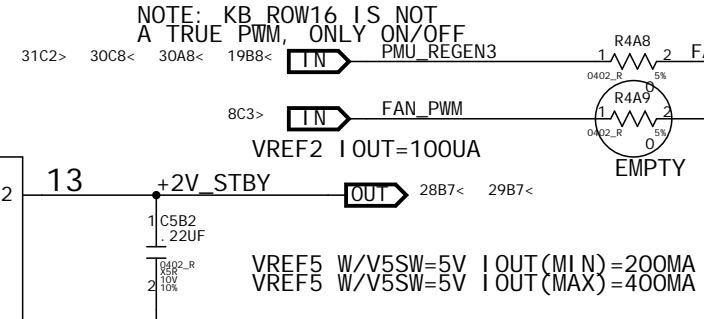 NOTE: KB_ROW16 IS NOT
A TRUE PWM, ONLY ON/OFF
31C2> 30C8< 30A8< 19B8< IN PMU_REGEN3 1 R4A8 2 FA
0402_R 5%
0
8C3> IN FAN_PWM 1 R4A9 2
0402_R 5%
0
EMPTY
VREF2 IOUT=100UA
2 13 +2V_STBY OUT 28B7< 29B7<
1 C5B2
.22UF
0402_R
X5R
10V
2 10%
VREF5 W/V5SW=5V IOUT(MIN)=200MA
VREF5 W/V5SW=5V IOUT(MAX)=400MA